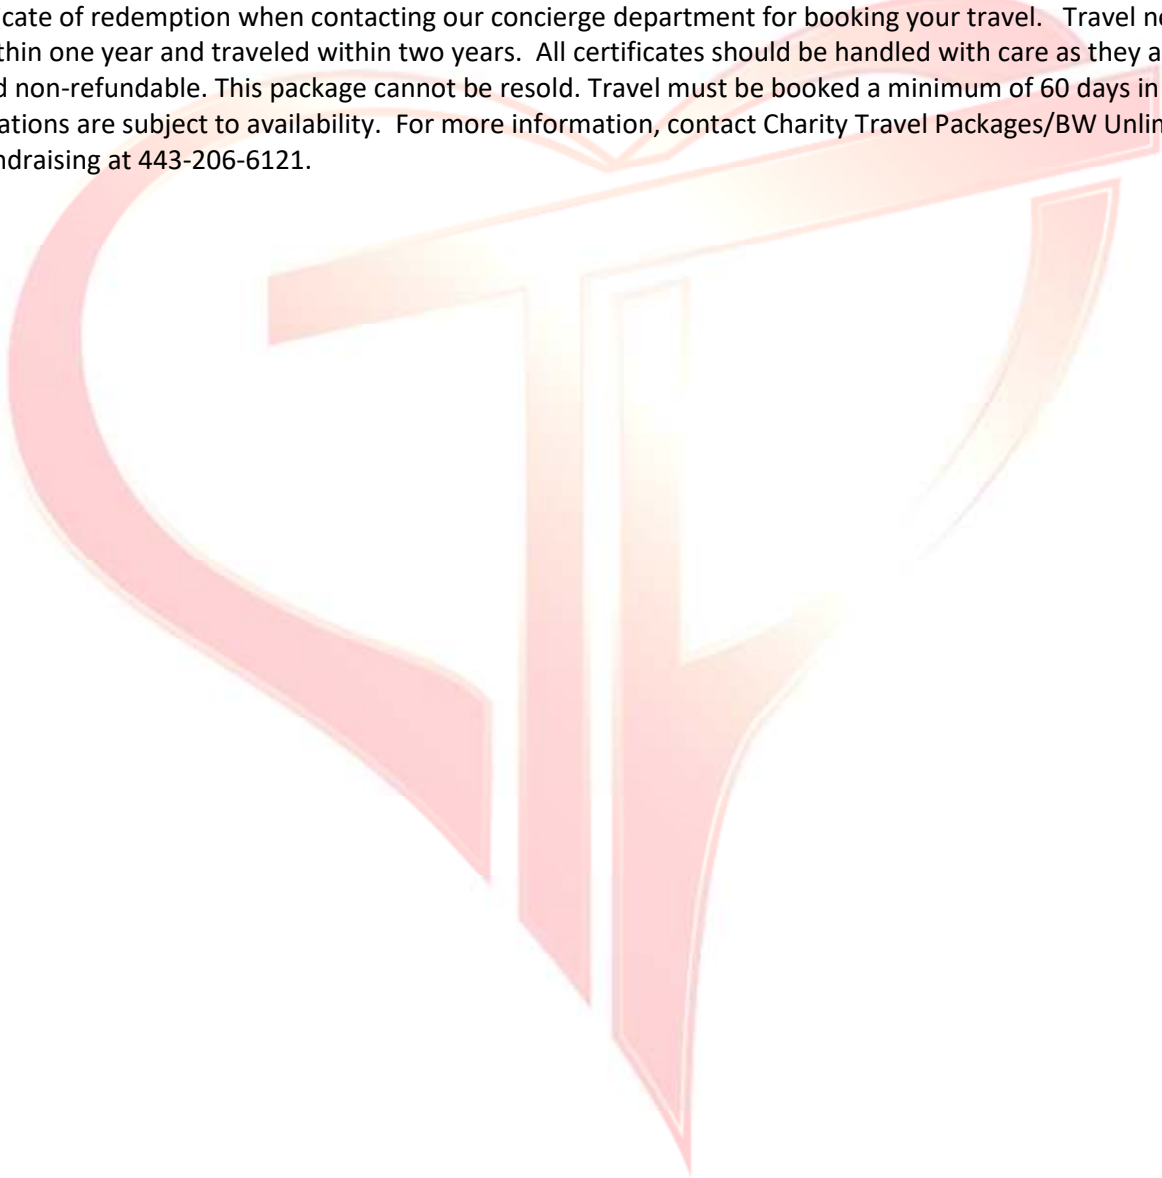 cate of redemption when contacting our concierge department for booking your travel. Travel ne
thin one year and traveled within two years. All certificates should be handled with care as they a
d non-refundable. This package cannot be resold. Travel must be booked a minimum of 60 days in
ations are subject to availability. For more information, contact Charity Travel Packages/BW Unlin
ndraising at 443-206-6121.